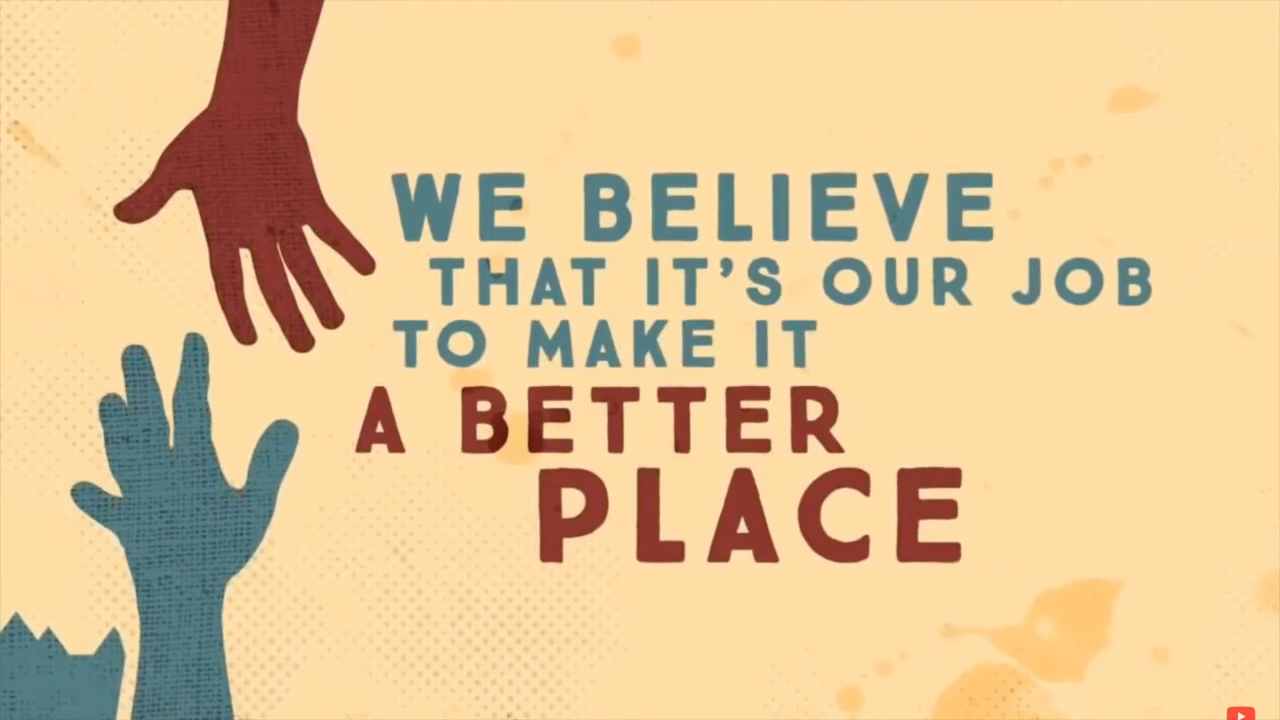 WE BELIEVE
THAT IT'S OUR JOB
TO MAKE IT
A BETTER
PLACE